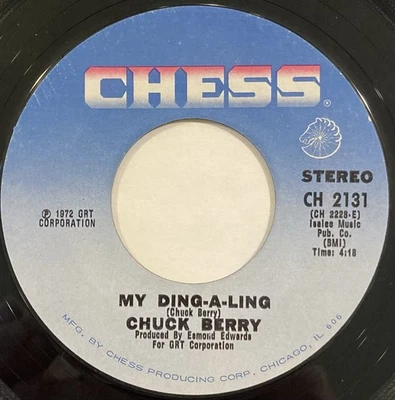 CHESS
®
STEREO
CH 2131
(CH 2228-E)
Isalee Music
Pub. Co.
(BMI)
Time: 4:18
℗ 1972 GRT
CORPORATION
MY DING-A-LING
(Chuck Berry)
CHUCK BERRY
Produced by Esmond Edwards
For GRT Corporation
MFG. BY CHESS PRODUCING CORP. CHICAGO, IL 606